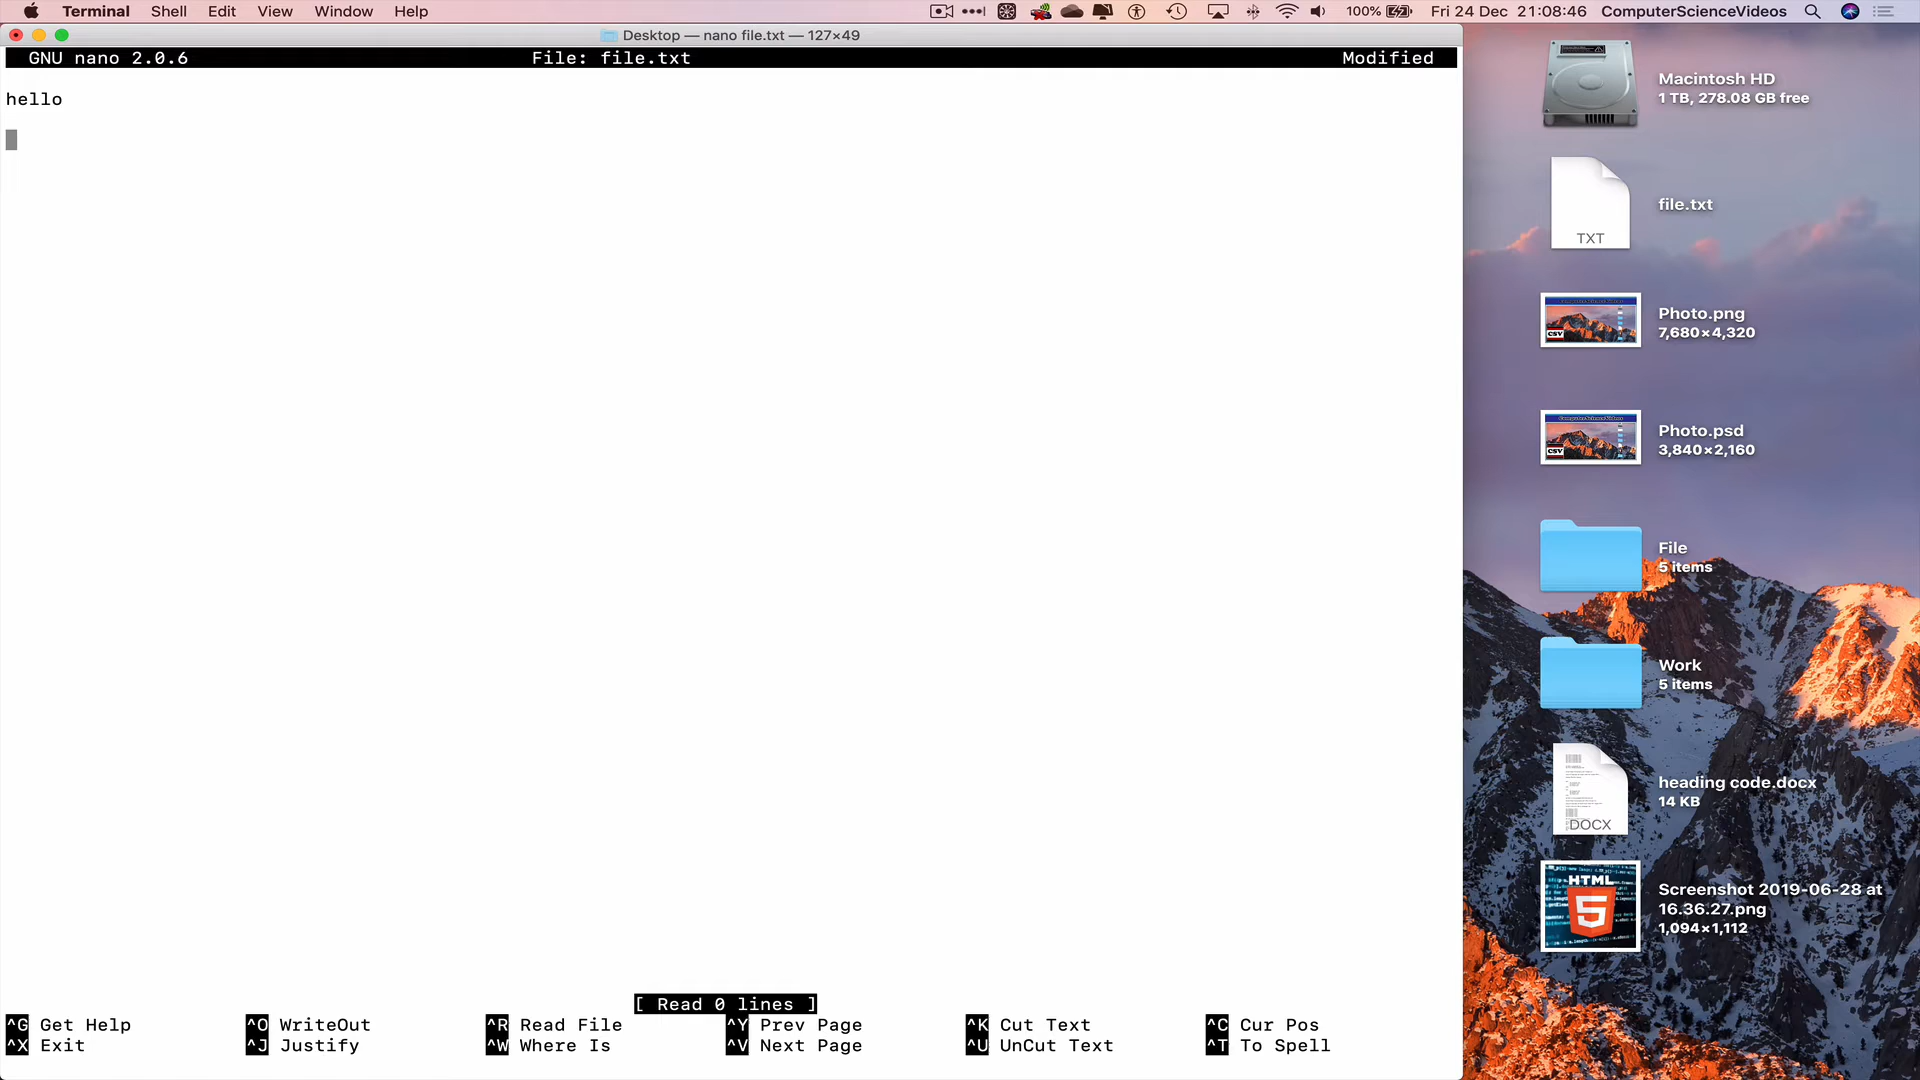 Terminal Shell Edit View Window Help 100% Fri 24 Dec 21:08:46 ComputerScienceVideos
Desktop — nano file.txt — 127×49
GNU nano 2.0.6 File: file.txt Modified
hello
[ Read 0 lines ]
^G Get Help ^O WriteOut ^R Read File ^Y Prev Page ^K Cut Text ^C Cur Pos
^X Exit ^J Justify ^W Where Is ^V Next Page ^U UnCut Text ^T To Spell
Macintosh HD
1 TB, 278.08 GB free
TXT
file.txt
CSV
Photo.png
7,680×4,320
CSV
Photo.psd
3,840×2,160
File
5 items
Work
5 items
DOCX
heading code.docx
14 KB
HTML
5
Screenshot 2019-06-28 at
16.36.27.png
1,094×1,112